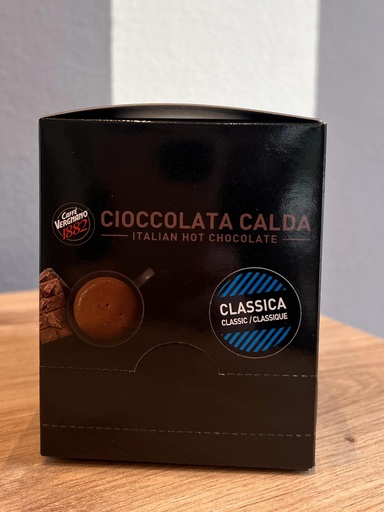 Caffè
VERGNANO
1882
CIOCCOLATA CALDA
ITALIAN HOT CHOCOLATE
CLASSICA
CLASSIC / CLASSIQUE